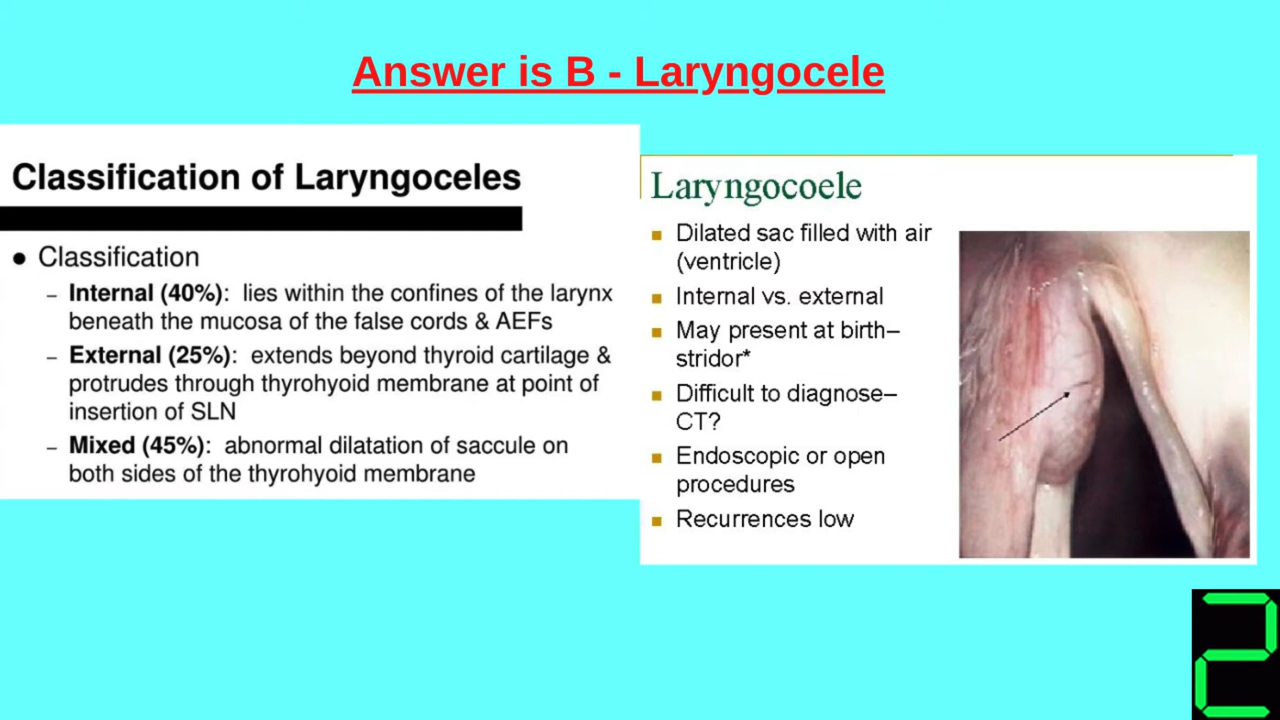 Answer is B - Laryngocele
Classification of Laryngoceles
● Classification
– Internal (40%): lies within the confines of the larynx
beneath the mucosa of the false cords & AEFs
– External (25%): extends beyond thyroid cartilage &
protrudes through thyrohyoid membrane at point of
insertion of SLN
– Mixed (45%): abnormal dilatation of saccule on
both sides of the thyrohyoid membrane
Laryngocoele
■ Dilated sac filled with air
(ventricle)
■ Internal vs. external
■ May present at birth–
stridor*
■ Difficult to diagnose–
CT?
■ Endoscopic or open
procedures
■ Recurrences low
2